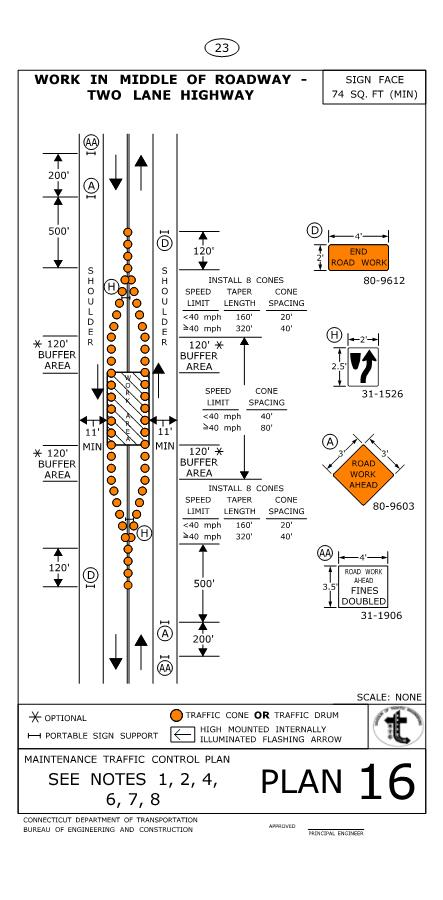 23
WORK IN MIDDLE OF ROADWAY -
TWO LANE HIGHWAY
SIGN FACE
74 SQ. FT (MIN)
AA
200'
A
500'
D
120'
H
SHOULDER
SHOULDER
INSTALL 8 CONES
SPEED LIMIT TAPER LENGTH CONE SPACING
<40 mph 160' 20'
≥40 mph 320' 40'
* 120'
BUFFER
AREA
120' *
BUFFER
AREA
WORK AREA
SPEED LIMIT CONE SPACING
<40 mph 40'
≥40 mph 80'
11'
MIN
11'
MIN
* 120'
BUFFER
AREA
120' *
BUFFER
AREA
INSTALL 8 CONES
SPEED LIMIT TAPER LENGTH CONE SPACING
<40 mph 160' 20'
≥40 mph 320' 40'
H
120'
D
500'
A
200'
AA
D
4'
2'
END
ROAD WORK
80-9612
H
2'
2.5'
31-1526
A
3'
3'
ROAD
WORK
AHEAD
80-9603
AA
4'
3.5'
ROAD WORK
AHEAD
FINES
DOUBLED
31-1906
SCALE: NONE
* OPTIONAL
TRAFFIC CONE OR TRAFFIC DRUM
PORTABLE SIGN SUPPORT
HIGH MOUNTED INTERNALLY
ILLUMINATED FLASHING ARROW
MAINTENANCE TRAFFIC CONTROL PLAN
SEE NOTES 1, 2, 4,
6, 7, 8
PLAN 16
CONNECTICUT DEPARTMENT OF TRANSPORTATION
BUREAU OF ENGINEERING AND CONSTRUCTION
APPROVED
PRINCIPAL ENGINEER